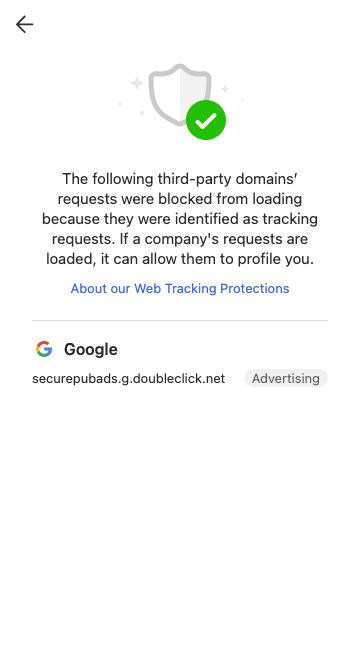 The following third-party domains’
requests were blocked from loading
because they were identified as tracking
requests. If a company's requests are
loaded, it can allow them to profile you.
About our Web Tracking Protections
Google
securepubads.g.doubleclick.net Advertising